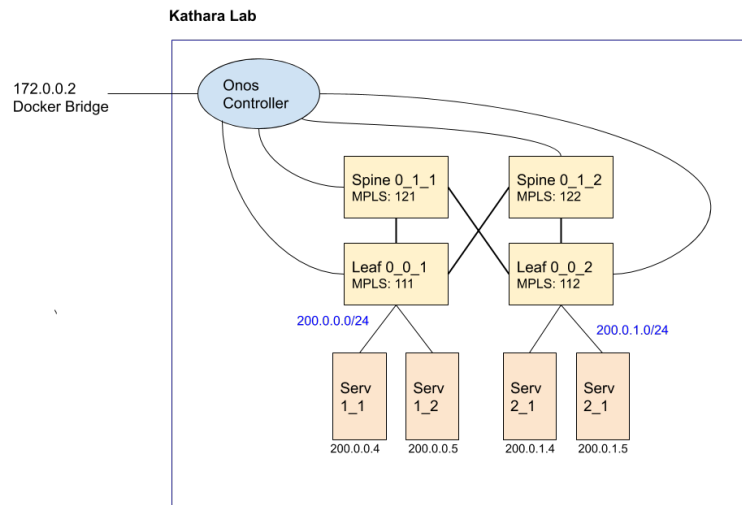 Kathara Lab
172.0.0.2
Docker Bridge
Onos
Controller
Spine 0_1_1
MPLS: 121
Spine 0_1_2
MPLS: 122
Leaf 0_0_1
MPLS: 111
Leaf 0_0_2
MPLS: 112
200.0.0.0/24
200.0.1.0/24
Serv
1_1
Serv
1_2
Serv
2_1
Serv
2_1
200.0.0.4
200.0.0.5
200.0.1.4
200.0.1.5